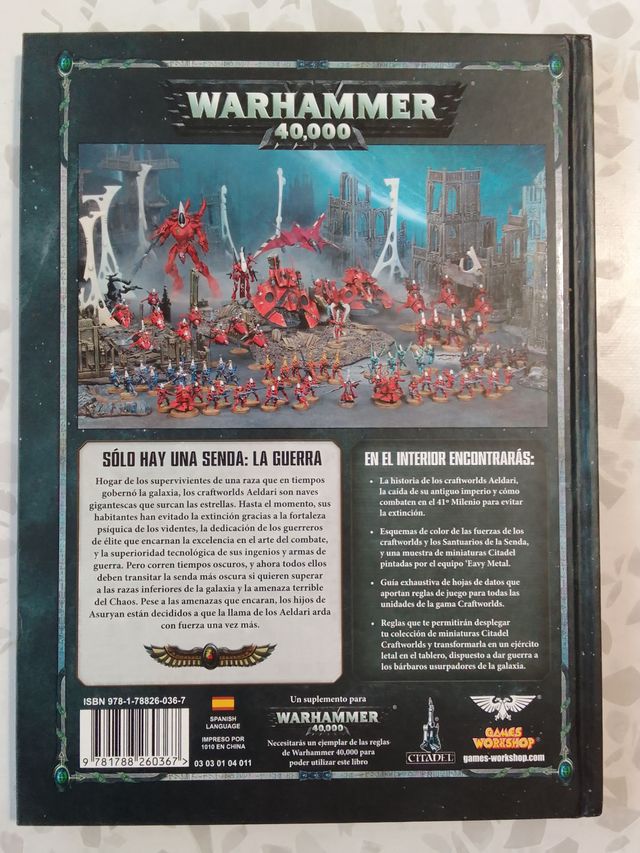 WARHAMMER
40,000
SÓLO HAY UNA SENDA: LA GUERRA
Hogar de los supervivientes de una raza que en tiempos
gobernó la galaxia, los craftworlds Aeldari son naves
gigantescas que surcan las estrellas. Hasta el momento, sus
habitantes han evitado la extinción gracias a la fortaleza
psíquica de los videntes, la dedicación de los guerreros
de élite que encarnan la excelencia en el arte del combate,
y la superioridad tecnológica de sus ingenios y armas de
guerra. Pero corren tiempos oscuros, y ahora todos ellos
deben transitar la senda más oscura si quieren superar
a las razas inferiores de la galaxia y la amenaza terrible
del Chaos. Pese a las amenazas que encaran, los hijos de
Asuryan están decididos a que la llama de los Aeldari arda
con fuerza una vez más.
EN EL INTERIOR ENCONTRARÁS:
• La historia de los craftworlds Aeldari,
la caída de su antiguo imperio y cómo
combaten en el 41º Milenio para evitar
la extinción.
• Esquemas de color de las fuerzas de los
craftworlds y los Santuarios de la Senda,
y una muestra de miniaturas Citadel
pintadas por el equipo 'Eavy Metal.
• Guía exhaustiva de hojas de datos que
aportan reglas de juego para todas las
unidades de la gama Craftworlds.
• Reglas que te permitirán desplegar
tu colección de miniaturas Citadel
Craftworlds y transformarla en un ejército
letal en el tablero, dispuesto a dar guerra a
los bárbaros usurpadores de la galaxia.
ISBN 978-1-78826-036-7
9 781788 260367 >
SPANISH
LANGUAGE
IMPRESO POR
1010 EN CHINA
03 03 01 04 011
Un suplemento para
WARHAMMER
40,000
Necesitarás un ejemplar de las reglas
de Warhammer 40,000 para
poder utilizar este libro
CITADEL
GAMES
WORKSHOP
games-workshop.com